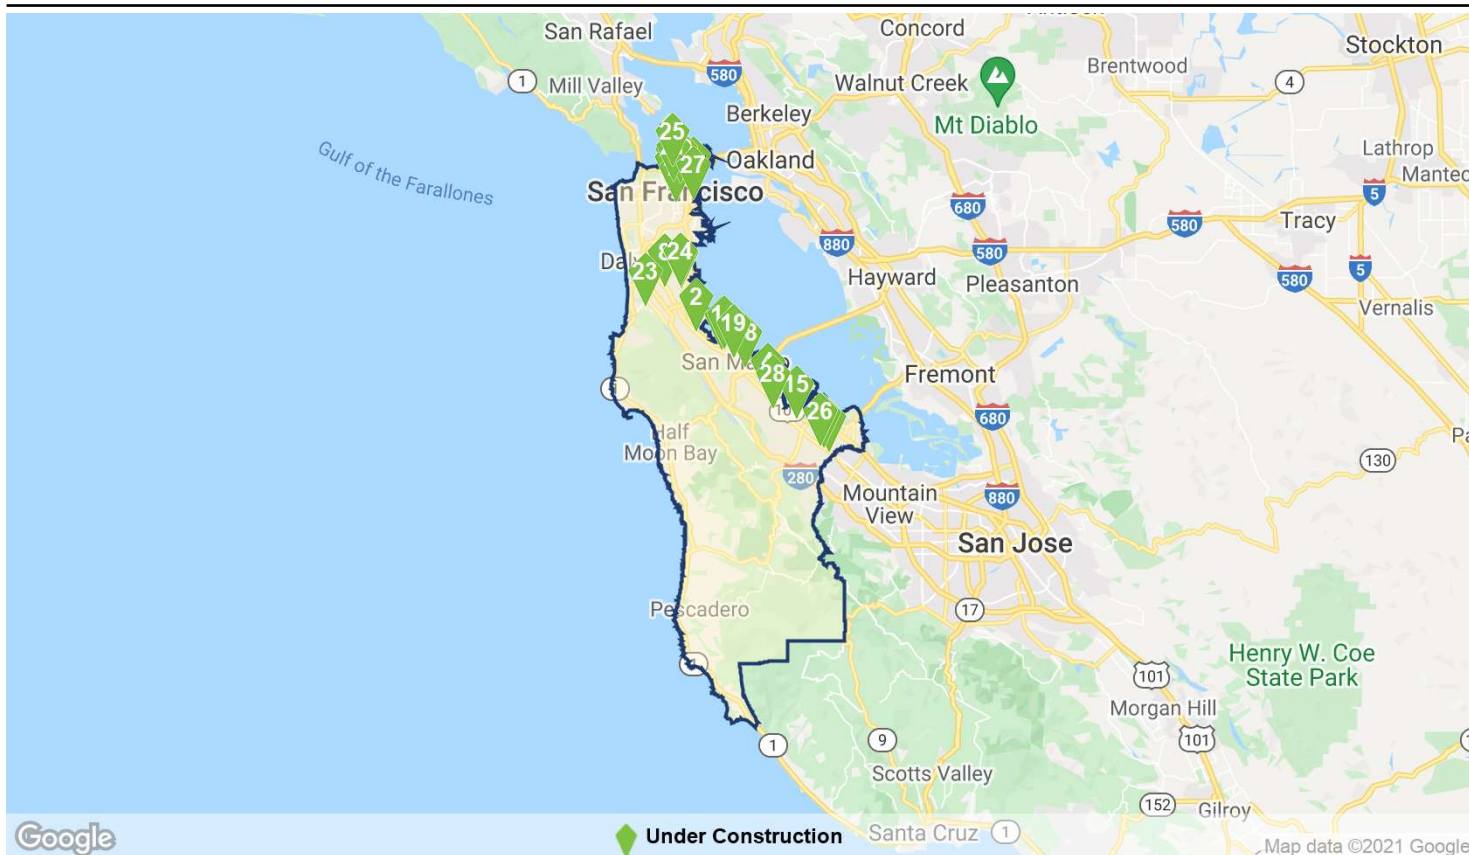 San Rafael
Concord
Stockton
580
Walnut Creek
Brentwood
4
1
Mill Valley
Berkeley
Mt Diablo
25
Gulf of the Farallones
27
Oakland
Lathrop
San Francisco
5
680
Tracy
580
880
580
24
23
Hayward
Pleasanton
5
580
2
Vernalis
19
28
15
Fremont
26
680
Half
Moon Bay
130
280
Mountain
View
880
San Jose
Pescadero
17
Henry W. Coe
State Park
101
Morgan Hill
1
9
101
Scotts Valley
152
Gilroy
Google
Under Construction
Santa Cruz
1
Map data ©2021 Google